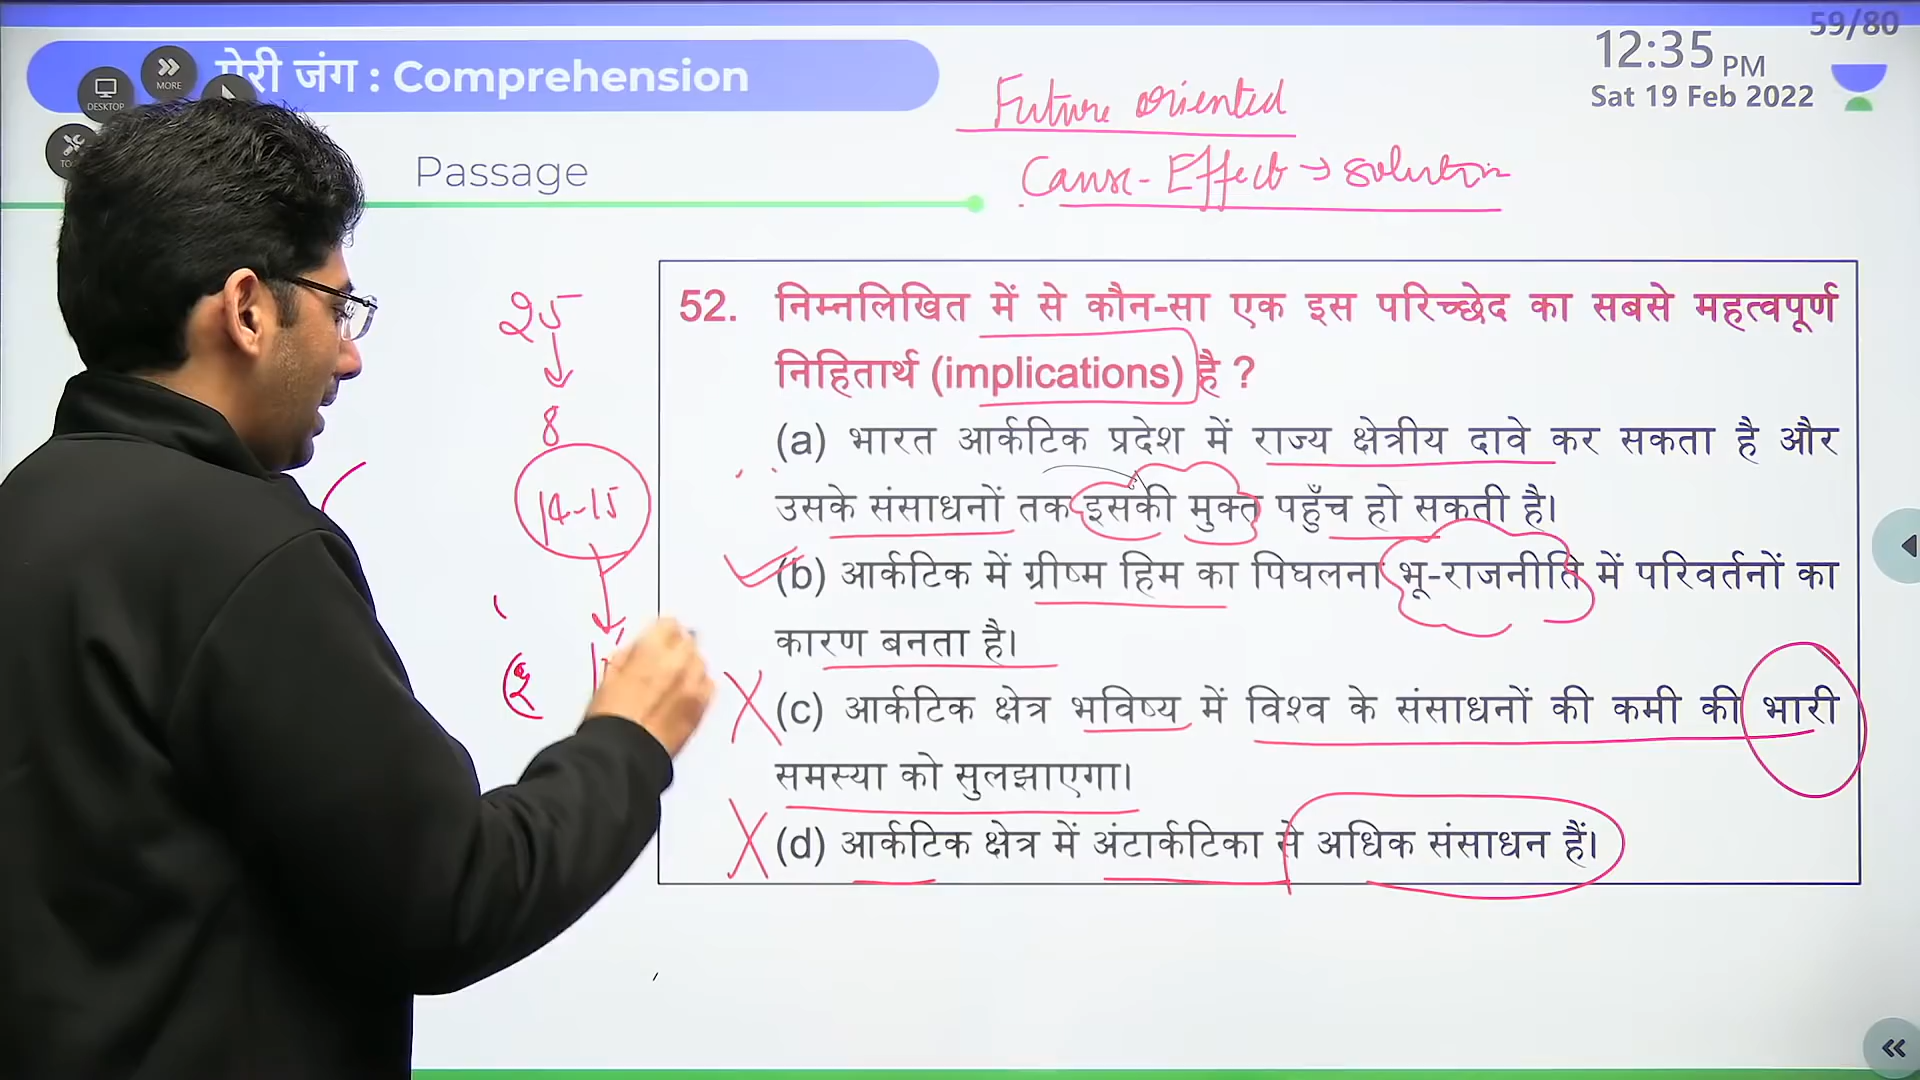 59/80
12:35 PM
Sat 19 Feb 2022
MORE
DESKTOP
मेरी जंग : Comprehension
Future oriented
Passage
Cause-Effect → solution
25
8
14-15
52. निम्नलिखित में से कौन-सा एक इस परिच्छेद का सबसे महत्वपूर्ण
निहितार्थ (implications) है ?
(a) भारत आर्कटिक प्रदेश में राज्य क्षेत्रीय दावे कर सकता है और
उसके संसाधनों तक इसकी मुक्त पहुँच हो सकती है।
(b) आर्कटिक में ग्रीष्म हिम का पिघलना भू-राजनीति में परिवर्तनों का
कारण बनता है।
(c) आर्कटिक क्षेत्र भविष्य में विश्व के संसाधनों की कमी की भारी
समस्या को सुलझाएगा।
(d) आर्कटिक क्षेत्र में अंटार्कटिका से अधिक संसाधन हैं।